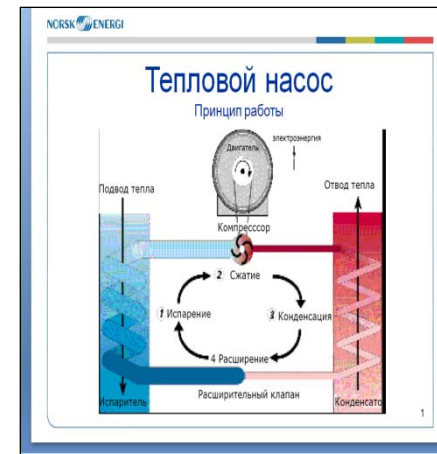 NORSK ENERGI
Тепловой насос
Принцип работы
электроэнергия
Двигатель
Подвод тепла
Отвод тепла
Компресссор
2 Сжатие
1 Испарение
3 Конденсация
4 Расширение
Испаритель
Расширительный клапан
Конденсато
1